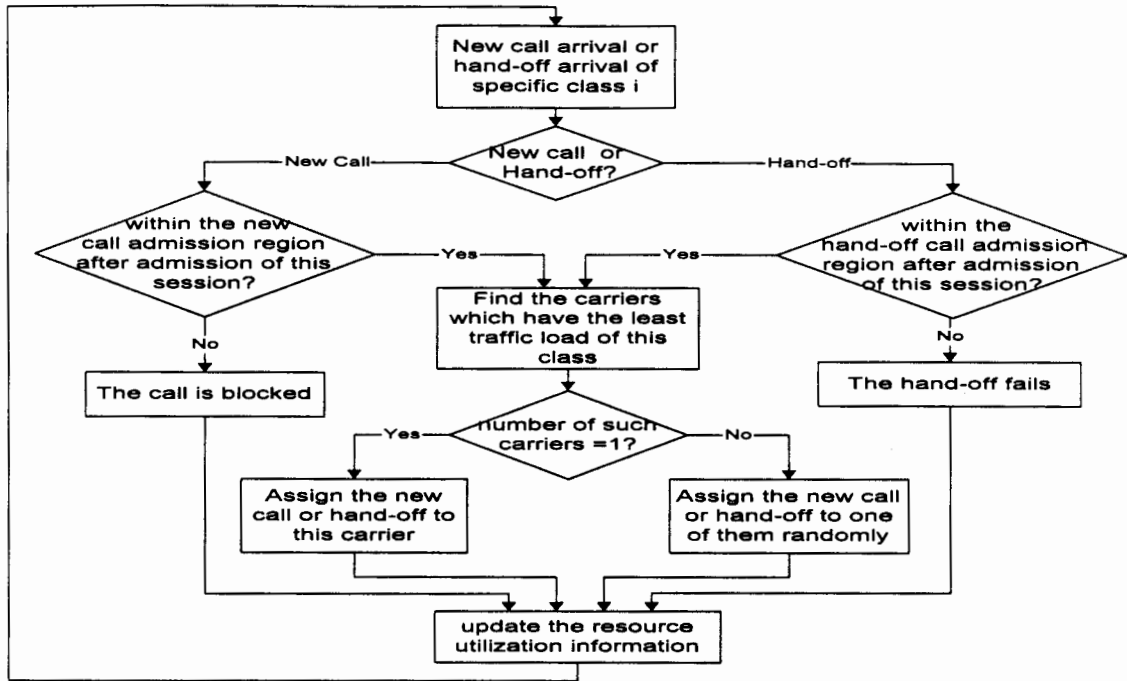 New call arrival or
hand-off arrival of
specific class i
New call or
Hand-off?
New Call
Hand-off
within the new
call admission region
after admission of this
session?
Yes
Yes
within the
hand-off call admission
region after admission
of this session?
Find the carriers
which have the least
traffic load of this
class
No
No
The call is blocked
The hand-off fails
number of such
carriers =1?
Yes
No
Assign the new
call or hand-off to
this carrier
Assign the new call
or hand-off to one
of them randomly
update the resource
utilization information